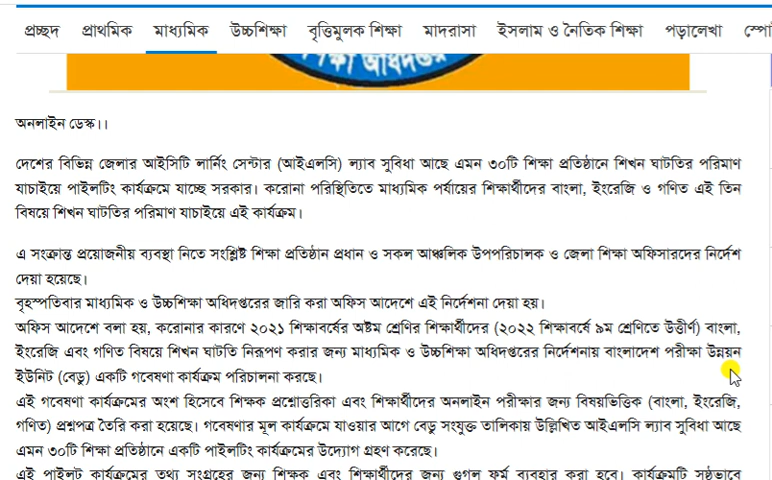 প্রচ্ছদ প্রাথমিক মাধ্যমিক উচ্চশিক্ষা বৃত্তিমুলক শিক্ষা মাদরাসা ইসলাম ও নৈতিক শিক্ষা পড়ালেখা স্পো
শিক্ষা অধিদপ্তর
অনলাইন ডেস্ক।।
দেশের বিভিন্ন জেলার আইসিটি লার্নিং সেন্টার (আইএলসি) ল্যাব সুবিধা আছে এমন ৩০টি শিক্ষা প্রতিষ্ঠানে শিখন ঘাটতির পরিমাণ
যাচাইয়ে পাইলটিং কার্যক্রমে যাচ্ছে সরকার। করোনা পরিস্থিতিতে মাধ্যমিক পর্যায়ের শিক্ষার্থীদের বাংলা, ইংরেজি ও গণিত এই তিন
বিষয়ে শিখন ঘাটতির পরিমাণ যাচাইয়ে এই কার্যক্রম।
এ সংক্রান্ত প্রয়োজনীয় ব্যবস্থা নিতে সংশ্লিষ্ট শিক্ষা প্রতিষ্ঠান প্রধান ও সকল আঞ্চলিক উপপরিচালক ও জেলা শিক্ষা অফিসারদের নির্দেশ
দেয়া হয়েছে।
বৃহস্পতিবার মাধ্যমিক ও উচ্চশিক্ষা অধিদপ্তরের জারি করা অফিস আদেশে এই নির্দেশনা দেয়া হয়।
অফিস আদেশে বলা হয়, করোনার কারণে ২০২১ শিক্ষাবর্ষের অষ্টম শ্রেণির শিক্ষার্থীদের (২০২২ শিক্ষাবর্ষে ৯ম শ্রেণিতে উত্তীর্ণ) বাংলা,
ইংরেজি এবং গণিত বিষয়ে শিখন ঘাটতি নিরূপণ করার জন্য মাধ্যমিক ও উচ্চশিক্ষা অধিদপ্তরের নির্দেশনায় বাংলাদেশ পরীক্ষা উন্নয়ন
ইউনিট (বেডু) একটি গবেষণা কার্যক্রম পরিচালনা করছে।
এই গবেষণা কার্যক্রমের অংশ হিসেবে শিক্ষক প্রশ্নোত্তরিকা এবং শিক্ষার্থীদের অনলাইন পরীক্ষার জন্য বিষয়ভিত্তিক (বাংলা, ইংরেজি,
গণিত) প্রশ্নপত্র তৈরি করা হয়েছে। গবেষণার মূল কার্যক্রমে যাওয়ার আগে বেডু সংযুক্ত তালিকায় উল্লিখিত আইএলসি ল্যাব সুবিধা আছে
এমন ৩০টি শিক্ষা প্রতিষ্ঠানে একটি পাইলটিং কার্যক্রমের উদ্যোগ গ্রহণ করেছে।
এই পাইলট কার্যক্রমের তথ্য সংগ্রহের জন্য শিক্ষক এবং শিক্ষার্থীদের জন্য গুগল ফর্ম ব্যবহার করা হবে। কার্যক্রমটি সুষ্ঠুভাবে